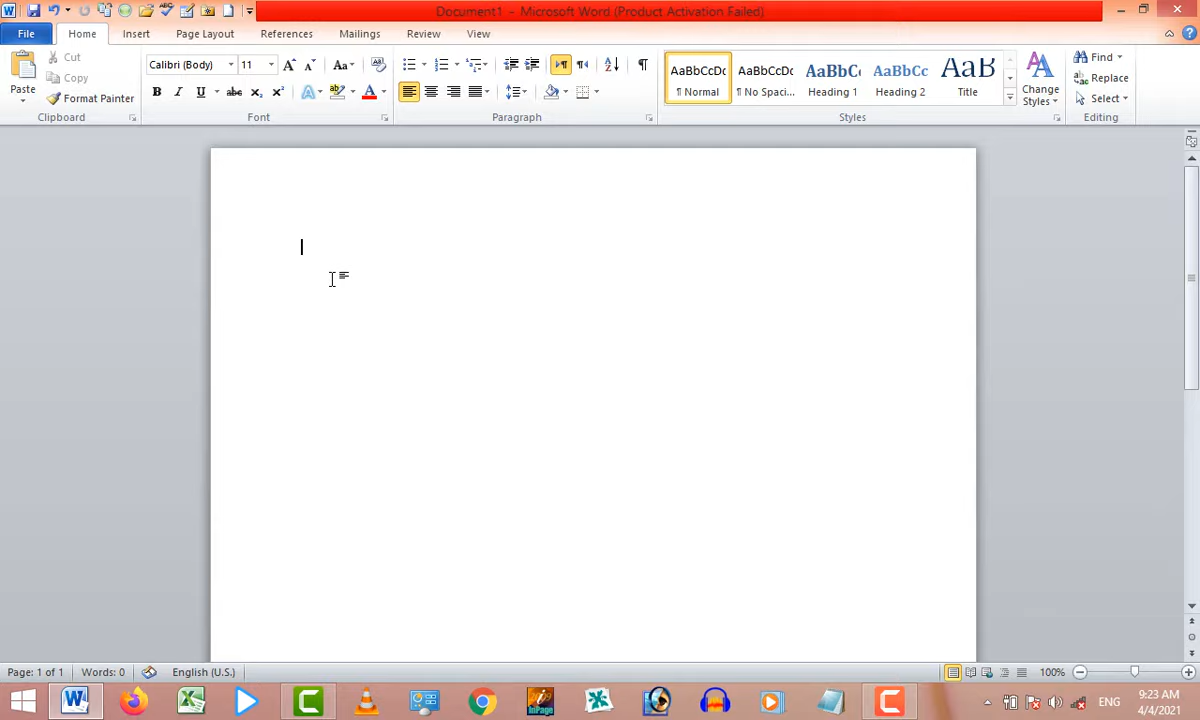 Document1 - Microsoft Word (Product Activation Failed)
File Home Insert Page Layout References Mailings Review View
Paste
Cut
Copy
Format Painter
Clipboard
Calibri (Body) 11
Font
Paragraph
AaBbCcDc AaBbCcDc AaBbC AaBbCc AaB
¶ Normal ¶ No Spaci... Heading 1 Heading 2 Title
Change
Styles
Styles
Find
Replace
Select
Editing
Page: 1 of 1 Words: 0 English (U.S.) 100%
InPage
ENG
9:23 AM
4/4/2021